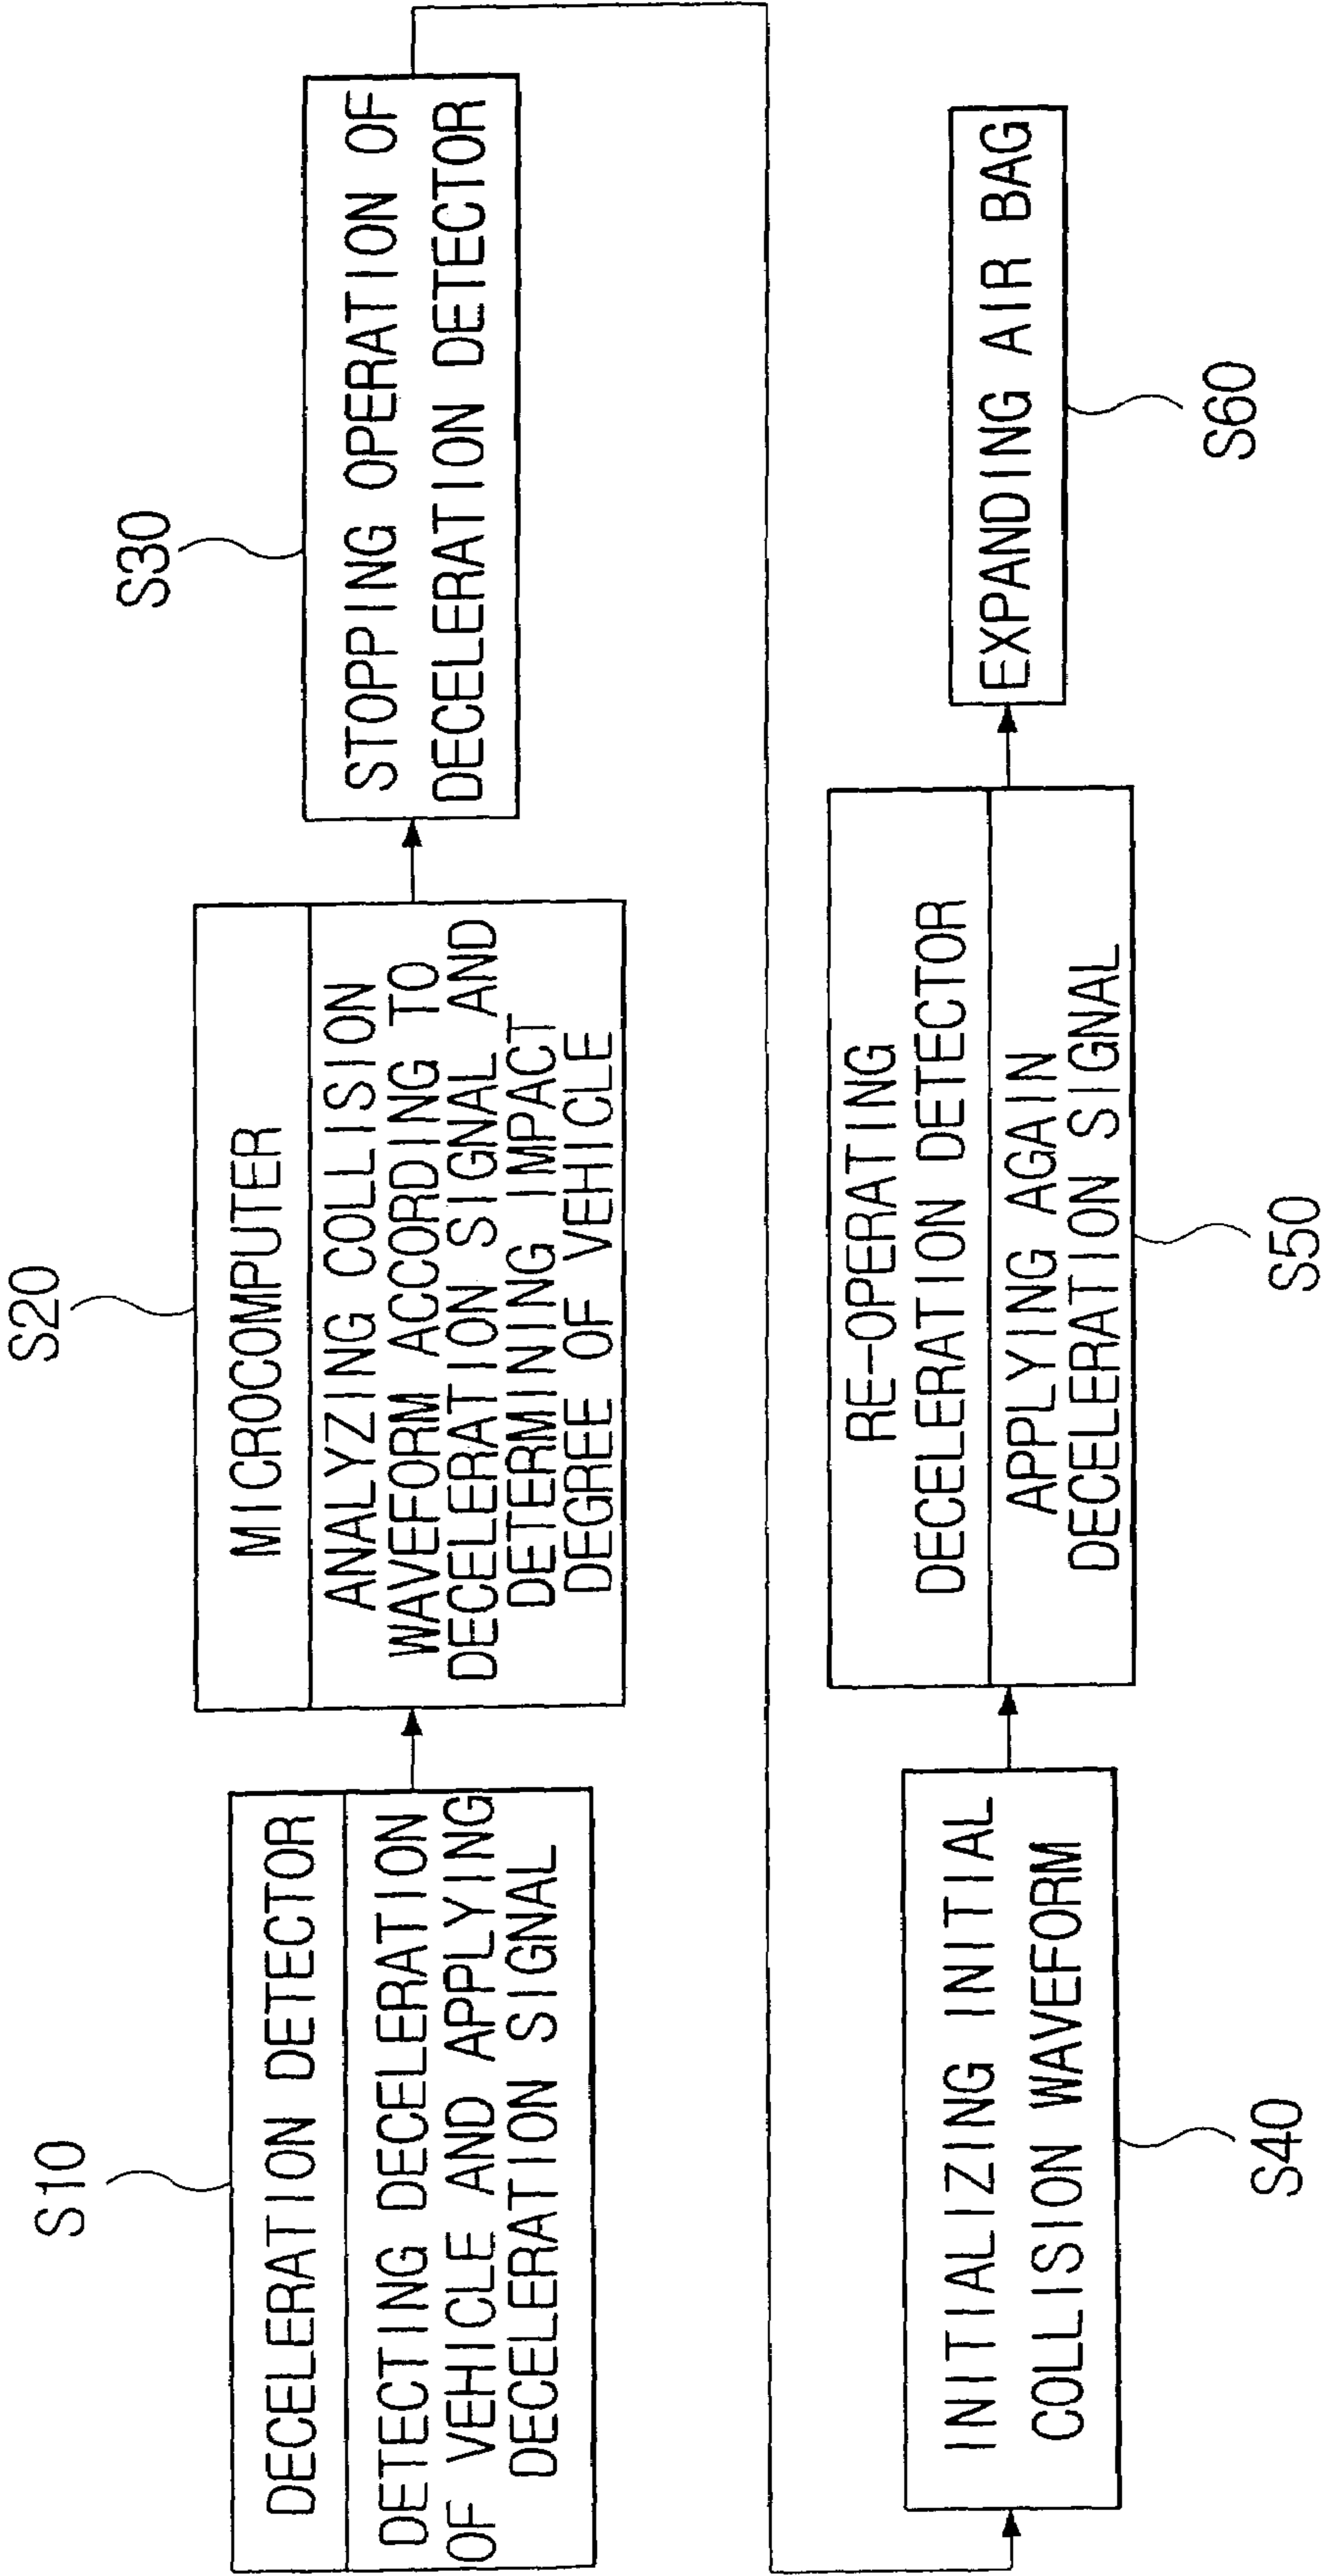 S10
DECELERATION DETECTOR
DETECTING DECELERATION
OF VEHICLE AND APPLYING
DECELERATION SIGNAL
S20
MICROCOMPUTER
ANALYZING COLLISION
WAVEFORM ACCORDING TO
DECELERATION SIGNAL AND
DETERMINING IMPACT
DEGREE OF VEHICLE
S30
STOPPING OPERATION OF
DECELERATION DETECTOR
INITIALIZING INITIAL
COLLISION WAVEFORM
S40
RE-OPERATING
DECELERATION DETECTOR
APPLYING AGAIN
DECELERATION SIGNAL
S50
EXPANDING AIR BAG
S60